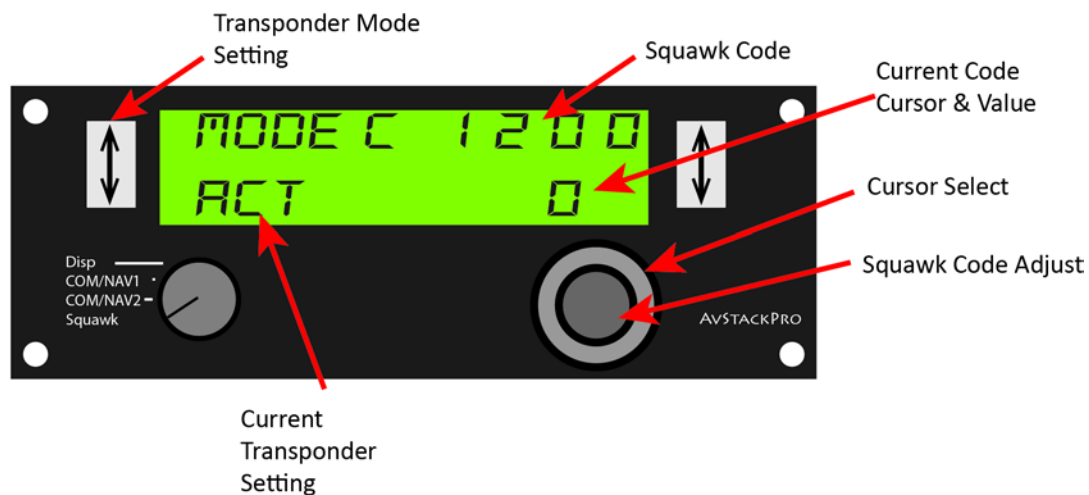 Transponder Mode
Setting
Squawk Code
Current Code
Cursor & Value
MODE C 1200
ACT 0
Cursor Select
Squawk Code Adjust
Disp
COM/NAV1
COM/NAV2
Squawk
AvStackPro
Current
Transponder
Setting